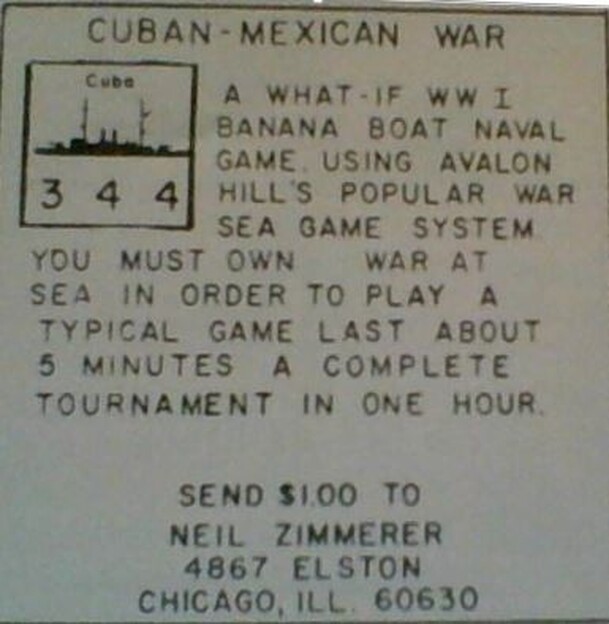 CUBAN-MEXICAN WAR
Cuba
3 4 4
A WHAT-IF WW I
BANANA BOAT NAVAL
GAME. USING AVALON
HILL'S POPULAR WAR
SEA GAME SYSTEM
YOU MUST OWN WAR AT
SEA IN ORDER TO PLAY A
TYPICAL GAME LAST ABOUT
5 MINUTES A COMPLETE
TOURNAMENT IN ONE HOUR.
SEND $1.00 TO
NEIL ZIMMERER
4867 ELSTON
CHICAGO, ILL. 60630